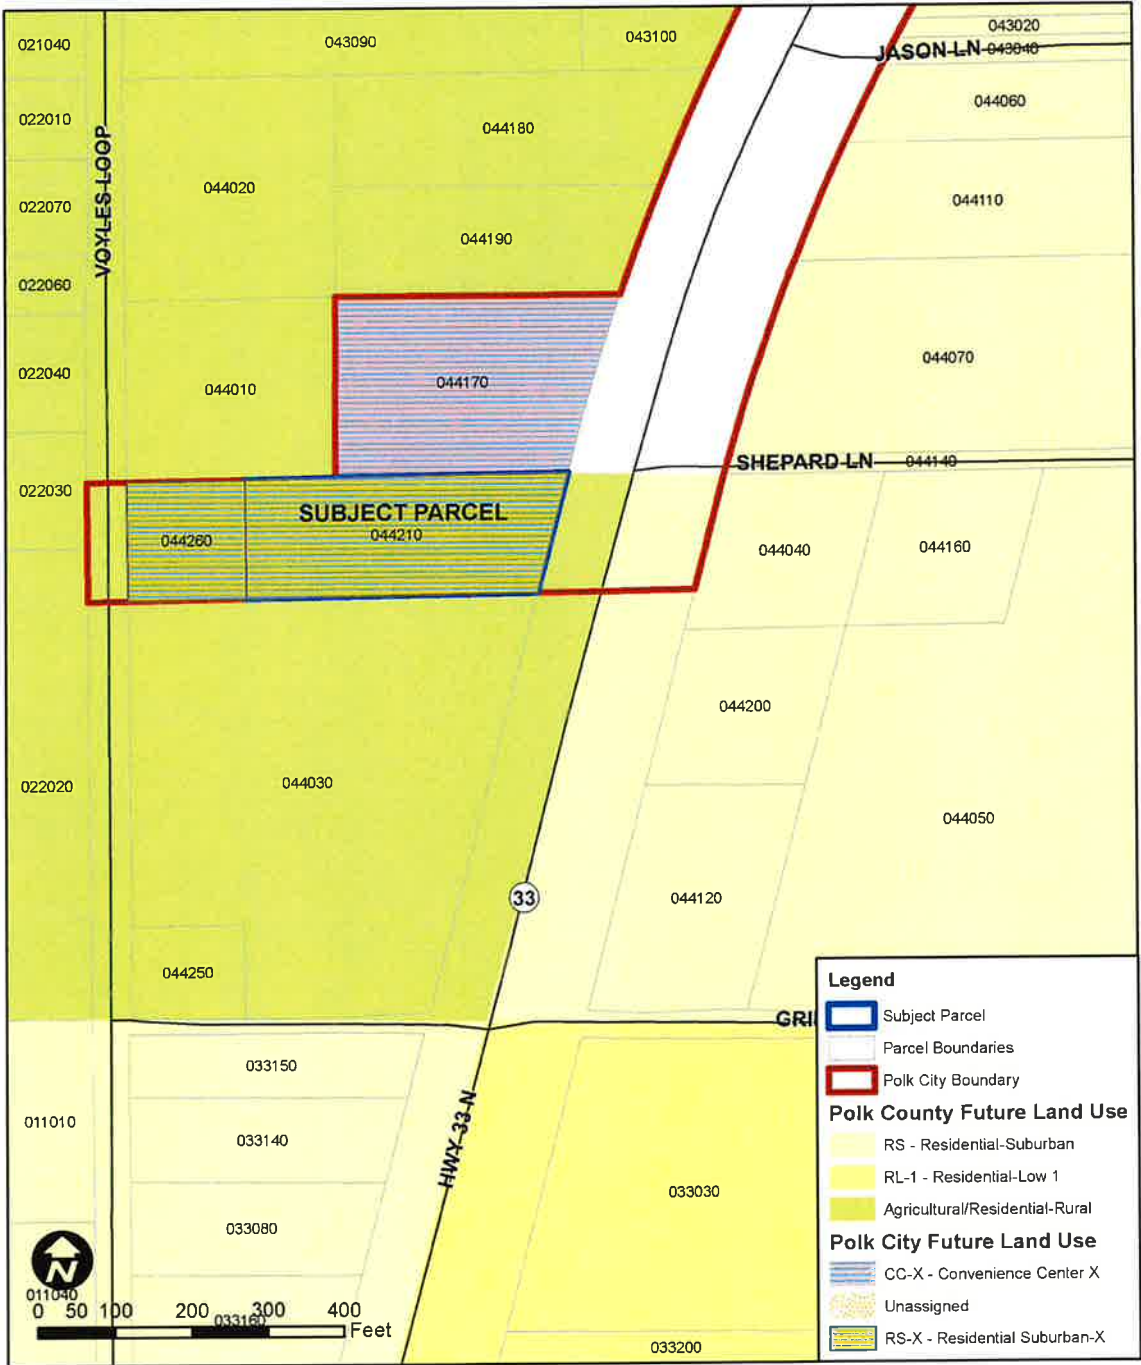 021040
043090
043100
043020
JASON LN 043040
022010
044180
044060
VOYLES LOOP
044020
022070
044110
044190
022060
022040
044010
044170
044070
SHEPARD LN 044140
022030
SUBJECT PARCEL
044260
044210
044040
044160
044200
022020
044030
044050
33
044120
044250
GRI
033150
011010
033140
HWY 33 N
033030
033080
N
011040
0 50 100 200 300 400
Feet
033160
033200
Legend
Subject Parcel
Parcel Boundaries
Polk City Boundary
Polk County Future Land Use
RS - Residential-Suburban
RL-1 - Residential-Low 1
Agricultural/Residential-Rural
Polk City Future Land Use
CC-X - Convenience Center X
Unassigned
RS-X - Residential Suburban-X